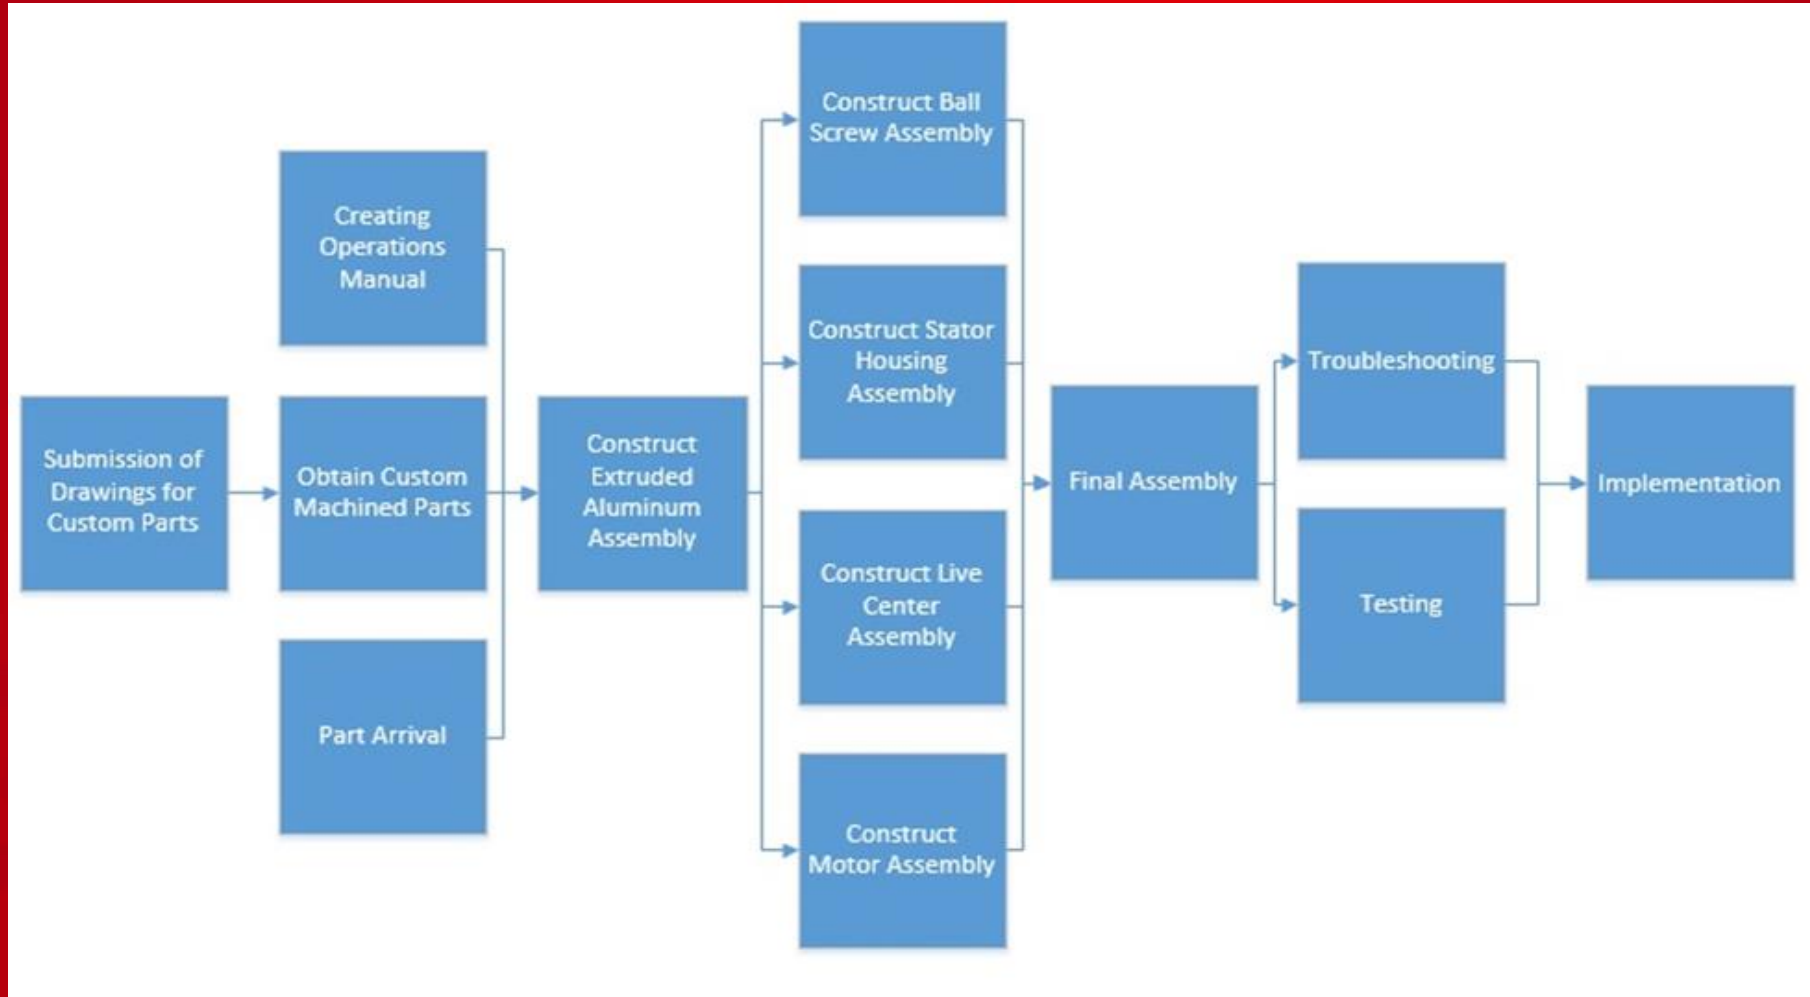 Submission of
Drawings for
Custom Parts
Creating
Operations
Manual
Obtain Custom
Machined Parts
Part Arrival
Construct
Extruded
Aluminum
Assembly
Construct Ball
Screw Assembly
Construct Stator
Housing
Assembly
Construct Live
Center
Assembly
Construct
Motor Assembly
Final Assembly
Troubleshooting
Testing
Implementation